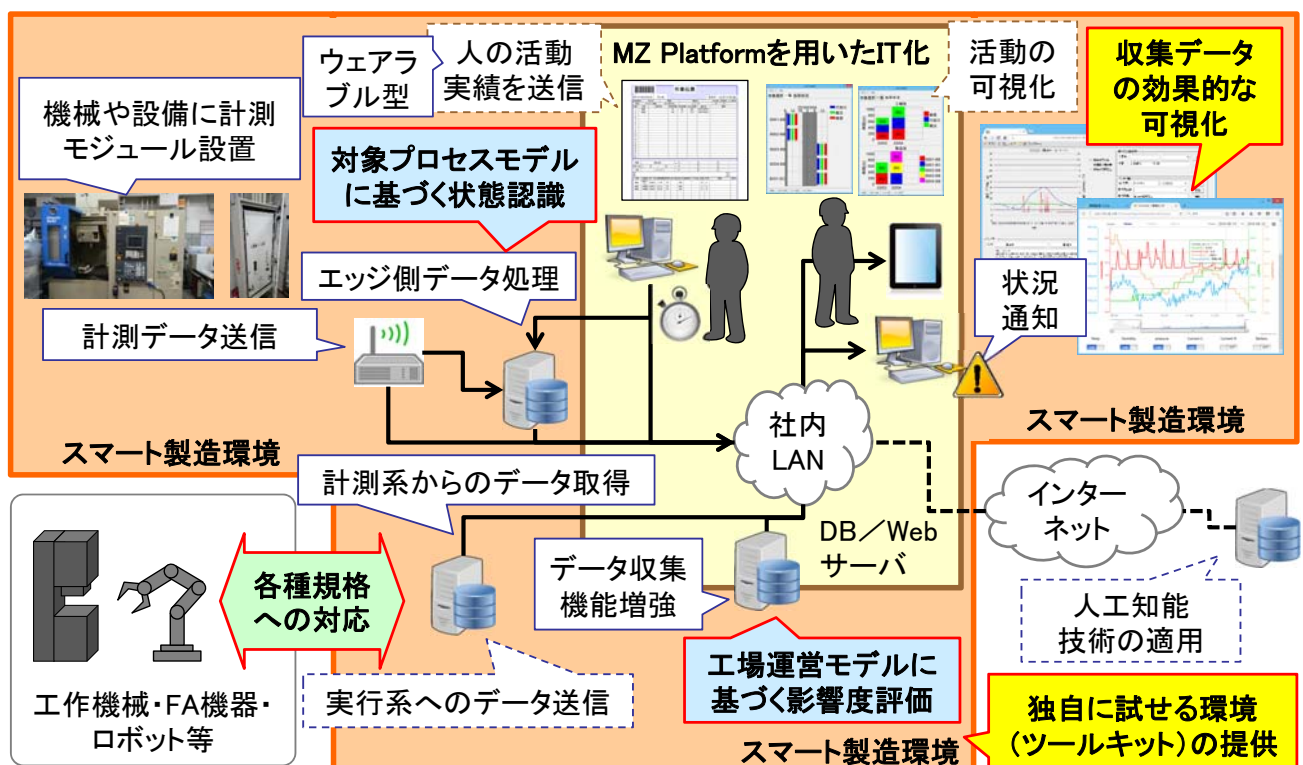 ウェアラ
ブル型
人の活動
実績を送信
MZ Platformを用いたIT化
活動の
可視化
収集データ
の効果的な
可視化
機械や設備に計測
モジュール設置
対象プロセスモデル
に基づく状態認識
エッジ側データ処理
計測データ送信
状況
通知
スマート製造環境
社内
LAN
スマート製造環境
計測系からのデータ取得
インター
ネット
DB／Web
サーバ
各種規格
への対応
データ収集
機能増強
人工知能
技術の適用
工作機械・FA機器・
ロボット等
実行系へのデータ送信
工場運営モデルに
基づく影響度評価
スマート製造環境
独自に試せる環境
（ツールキット）の提供